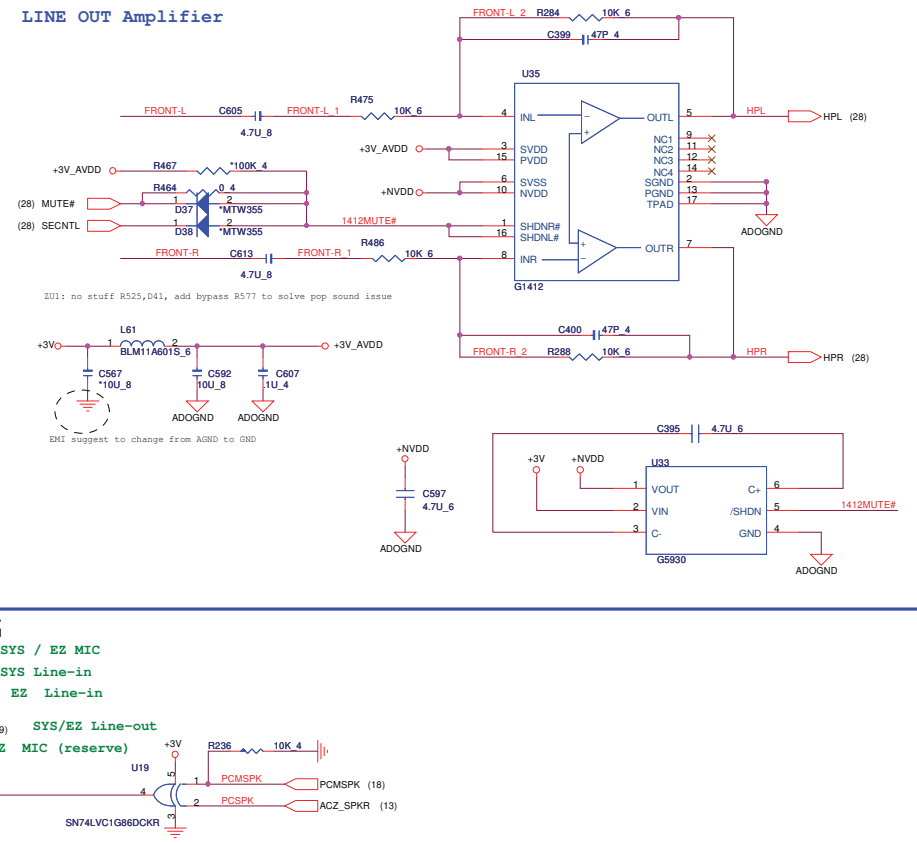 LINE OUT Amplifier
FRONT-L_2 R284 10K_6
C399 47P_4
U35
FRONT-L C605 FRONT-L_1 R475 10K_6
4.7U_8
4 INL OUTL 5 HPL HPL (28)
+3V_AVDD 3 SVDD
15 PVDD
NC1 9
NC2 11
NC3 12
NC4 14
+3V_AVDD R467 *100K_4
+NVDD 6 SVSS
10 NVDD
SGND 2
PGND 13
TPAD 17
ADOGND
R464 0_4
(28) MUTE# 1 2
D37 *MTW355
(28) SECNTL 1 2
D38 *MTW355
1412MUTE# 1 SHDNR#
16 SHDNL#
FRONT-R C613 FRONT-R_1 R486 10K_6
4.7U_8
8 INR OUTR 7
G1412
ZU1: no stuff R525,D41, add bypass R577 to solve pop sound issue
C400 47P_4
FRONT-R_2 R288 10K_6 HPR HPR (28)
L61
+3V 1 2 +3V_AVDD
BLM11A601S_6
C567 *10U_8
C592 10U_8
C607 .1U_4
ADOGND ADOGND
EMI suggest to change from AGND to GND
+NVDD
C597
4.7U_6
ADOGND
C395 4.7U_6
+3V +NVDD
U33
1 VOUT C+ 6
2 VIN /SHDN 5 1412MUTE#
3 C- GND 4
G5930
ADOGND
SYS / EZ MIC
SYS Line-in
EZ Line-in
9) SYS/EZ Line-out
Z MIC (reserve)
+3V
R236 10K_4
U19
5
4
1 PCMSPK PCMSPK (18)
2 PCSPK ACZ_SPKR (13)
3
SN74LVC1G86DCKR